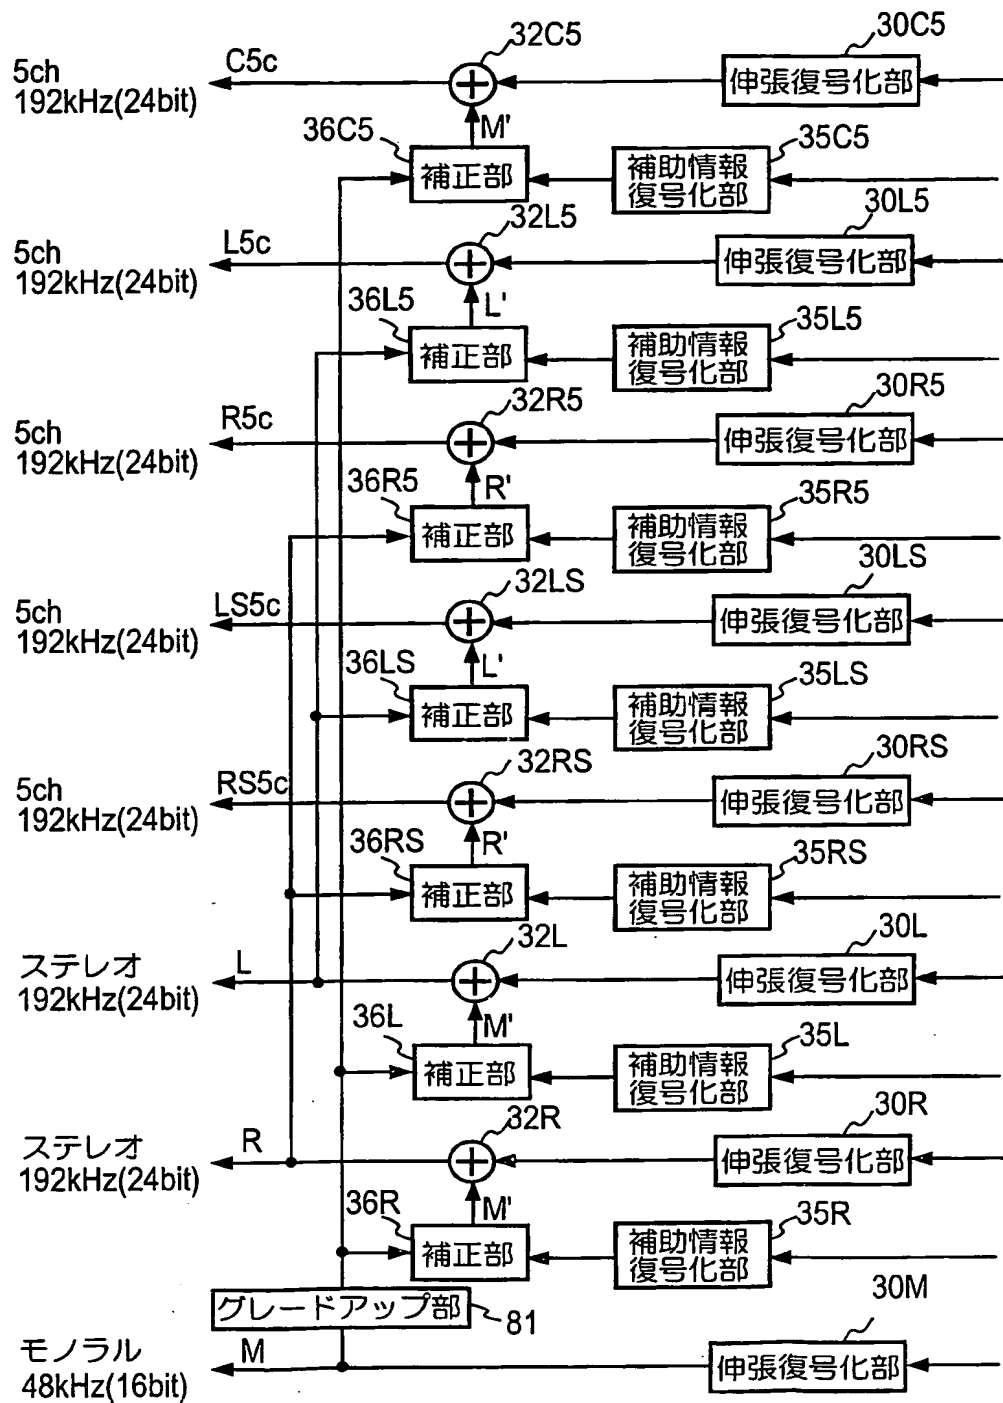 32C5
30C5
5ch
192kHz(24bit)
C5c
伸張復号化部
36C5
M'
35C5
補正部
補助情報
復号化部
32L5
30L5
5ch
192kHz(24bit)
L5c
伸張復号化部
36L5
L'
35L5
補正部
補助情報
復号化部
32R5
30R5
5ch
192kHz(24bit)
R5c
伸張復号化部
36R5
R'
35R5
補正部
補助情報
復号化部
32LS
30LS
5ch
192kHz(24bit)
LS5c
伸張復号化部
36LS
L'
35LS
補正部
補助情報
復号化部
32RS
30RS
5ch
192kHz(24bit)
RS5c
伸張復号化部
36RS
R'
35RS
補正部
補助情報
復号化部
32L
30L
ステレオ
192kHz(24bit)
L
伸張復号化部
36L
M'
35L
補正部
補助情報
復号化部
32R
30R
ステレオ
192kHz(24bit)
R
伸張復号化部
36R
M'
35R
補正部
補助情報
復号化部
グレードアップ部
81
30M
モノラル
48kHz(16bit)
M
伸張復号化部